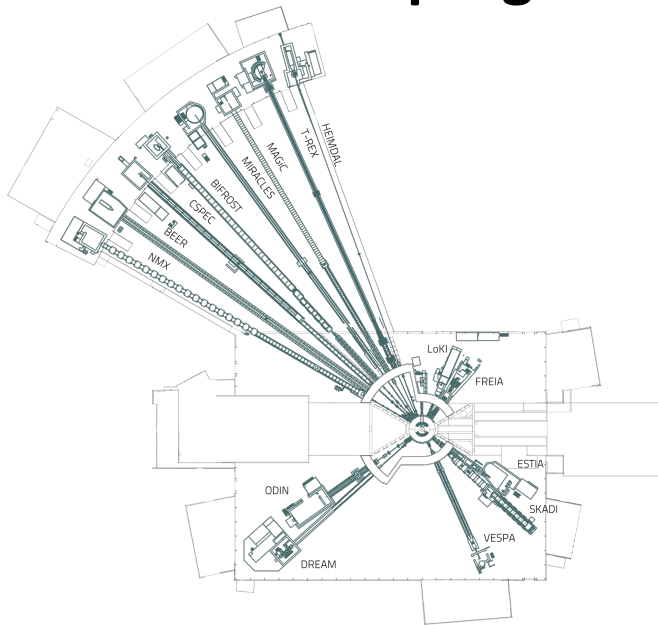 HEIMDAL
T-REX
MAGiC
MIRACLES
BIFROST
CSPEC
BEER
NMX
LoKI
FREIA
ESTIA
SKADI
VESPA
ODIN
DREAM